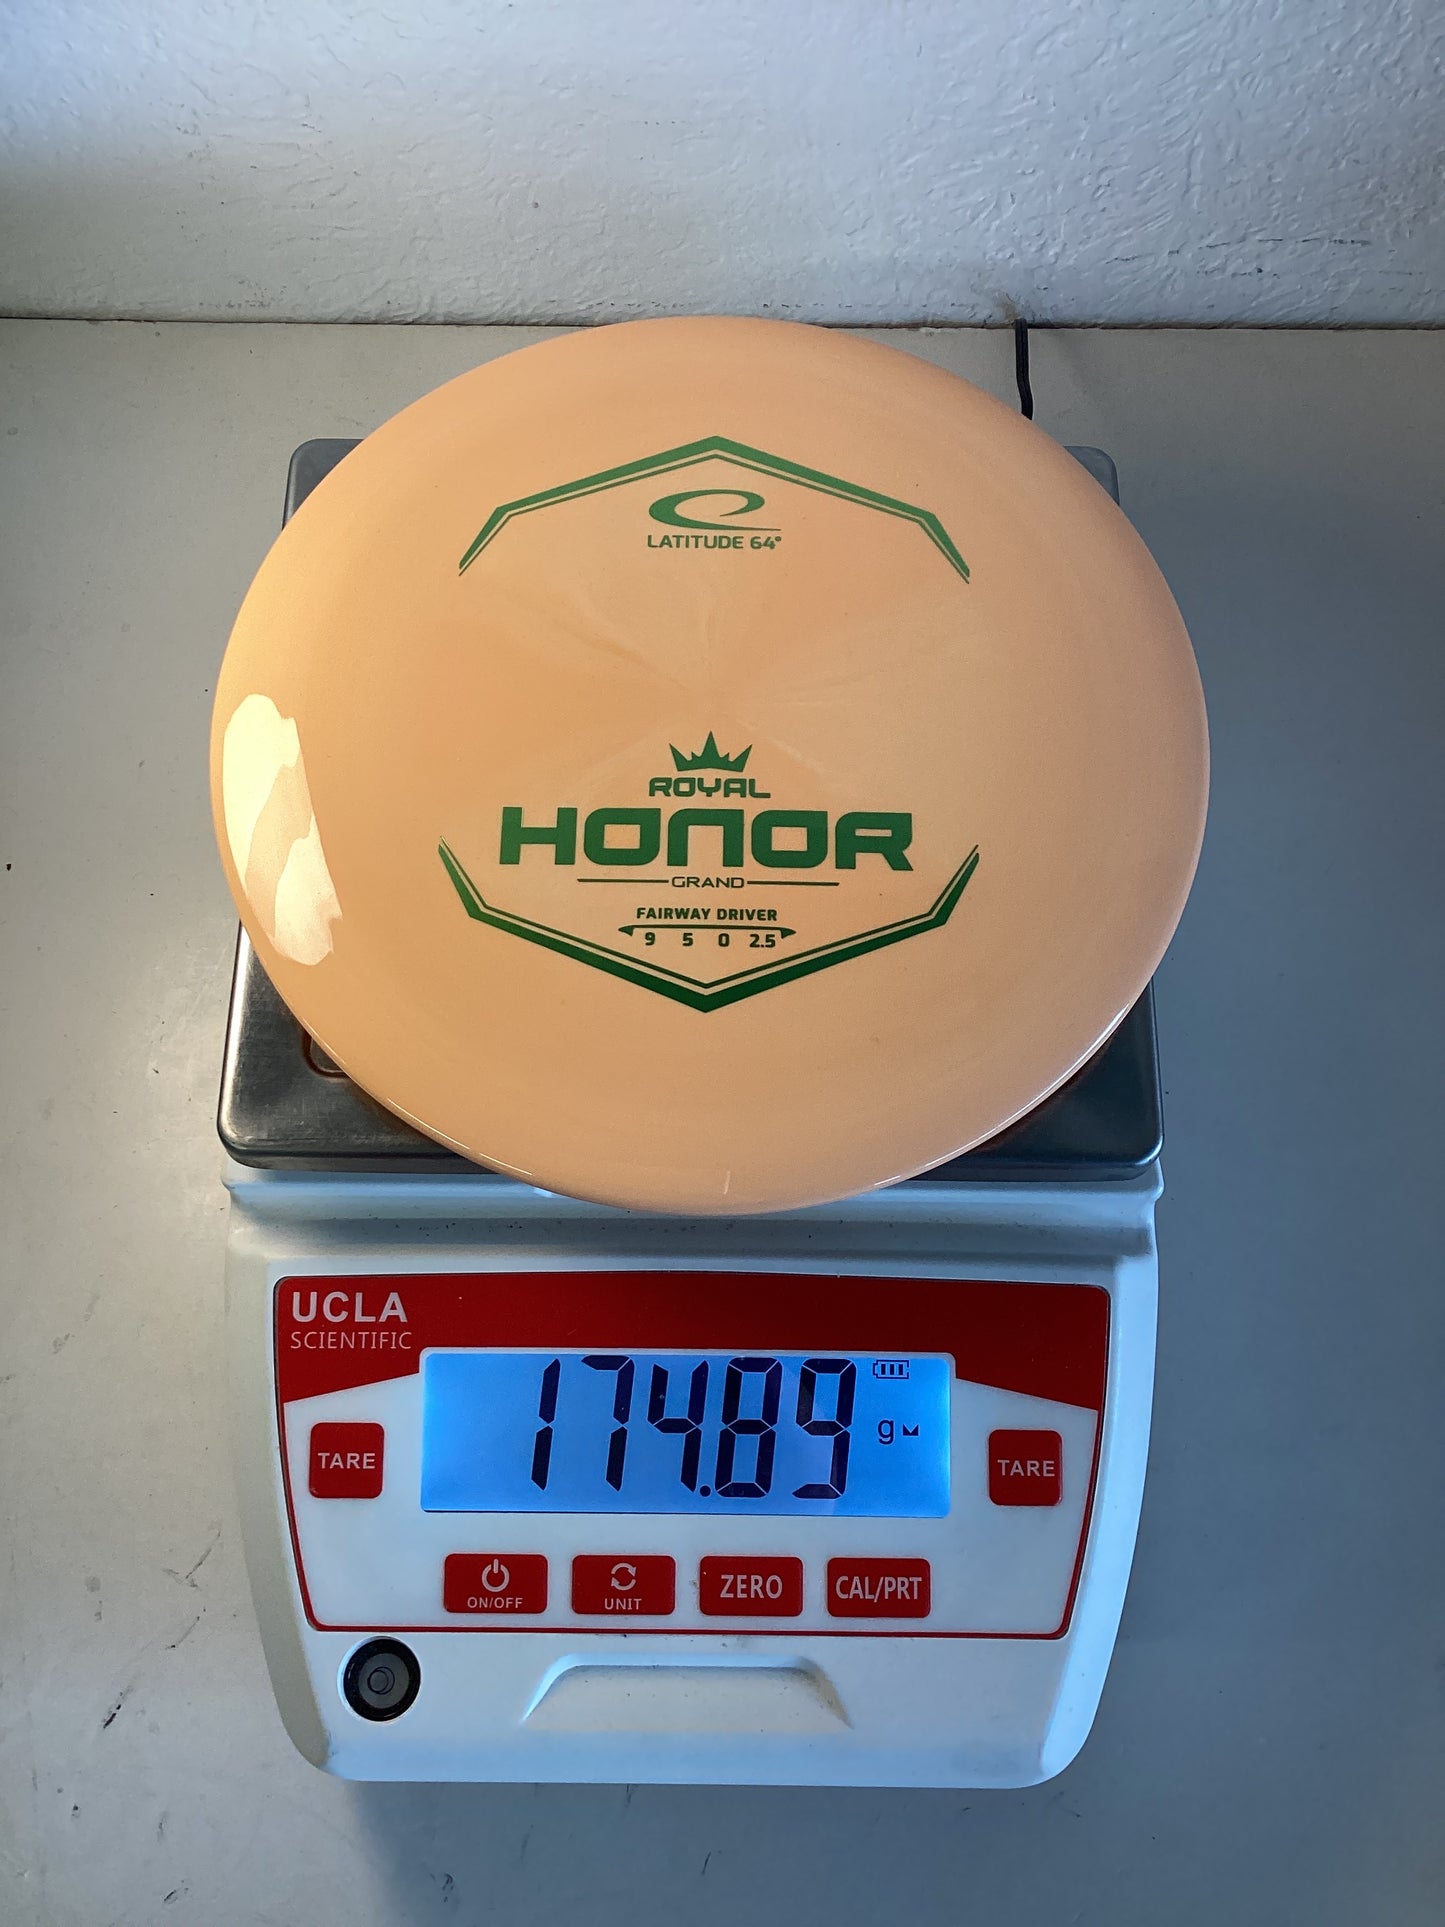 LATITUDE 64°
ROYAL
HONOR
GRAND
FAIRWAY DRIVER
9 5 0 2.5
UCLA
SCIENTIFIC
174.89 g
TARE
TARE
ON/OFF
UNIT
ZERO
CAL/PRT